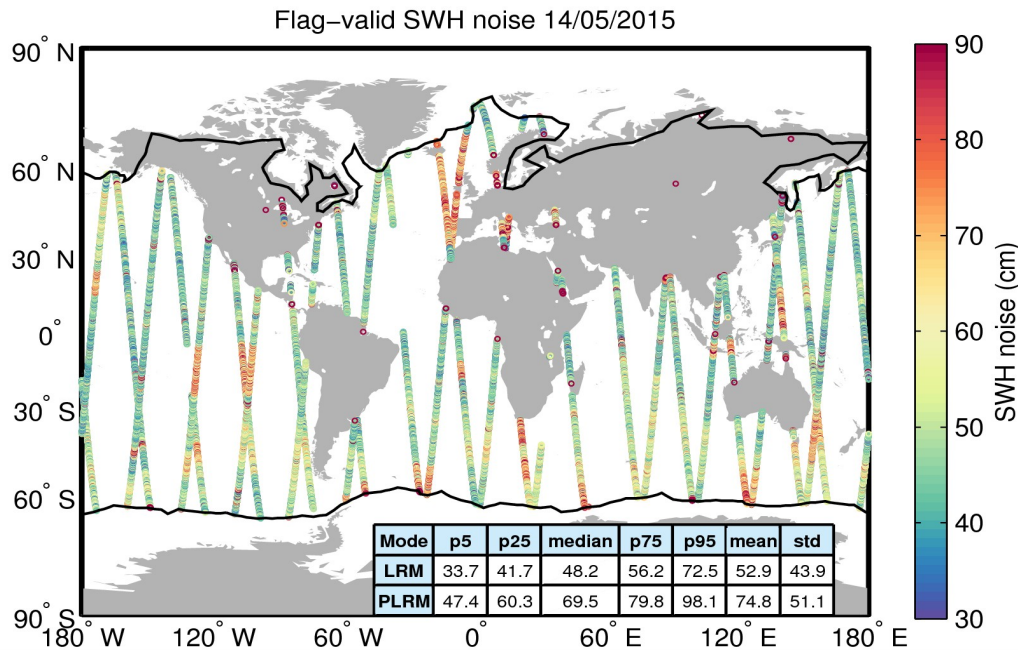 Flag−valid SWH noise 14/05/2015
90° N
60° N
30° N
0°
30° S
60° S
90° S
180° W
120° W
60° W
0°
60° E
120° E
180° E
90
80
70
60
50
40
30
SWH noise (cm)
Mode p5 p25 median p75 p95 mean std
LRM 33.7 41.7 48.2 56.2 72.5 52.9 43.9
PLRM 47.4 60.3 69.5 79.8 98.1 74.8 51.1